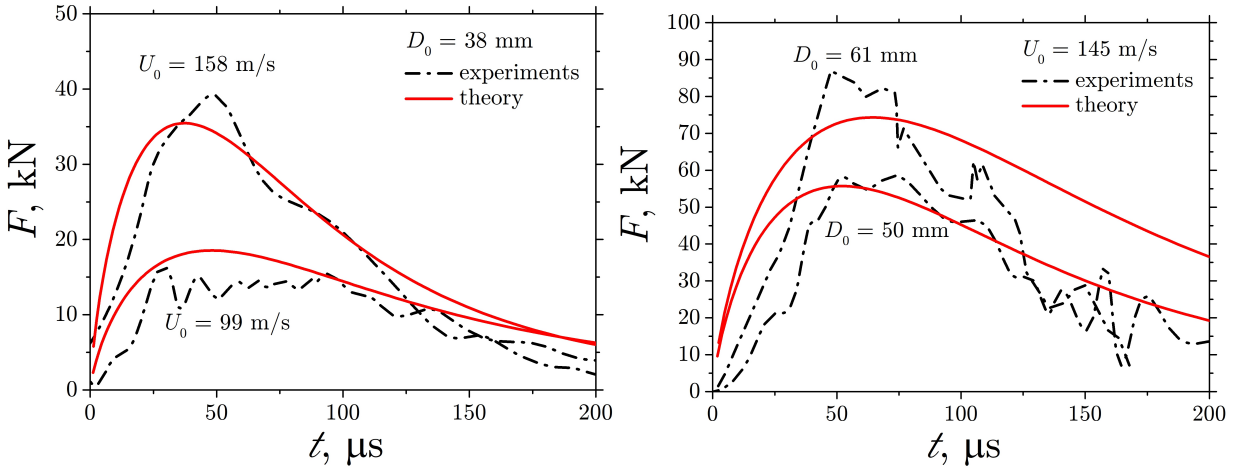 50
40
30
20
10
0
F, kN
U₀ = 158 m/s
D₀ = 38 mm
experiments
theory
U₀ = 99 m/s
0 50 100 150 200
t, μs
100
90
80
70
60
50
40
30
20
10
0
F, kN
D₀ = 61 mm
U₀ = 145 m/s
experiments
theory
D₀ = 50 mm
0 50 100 150 200
t, μs